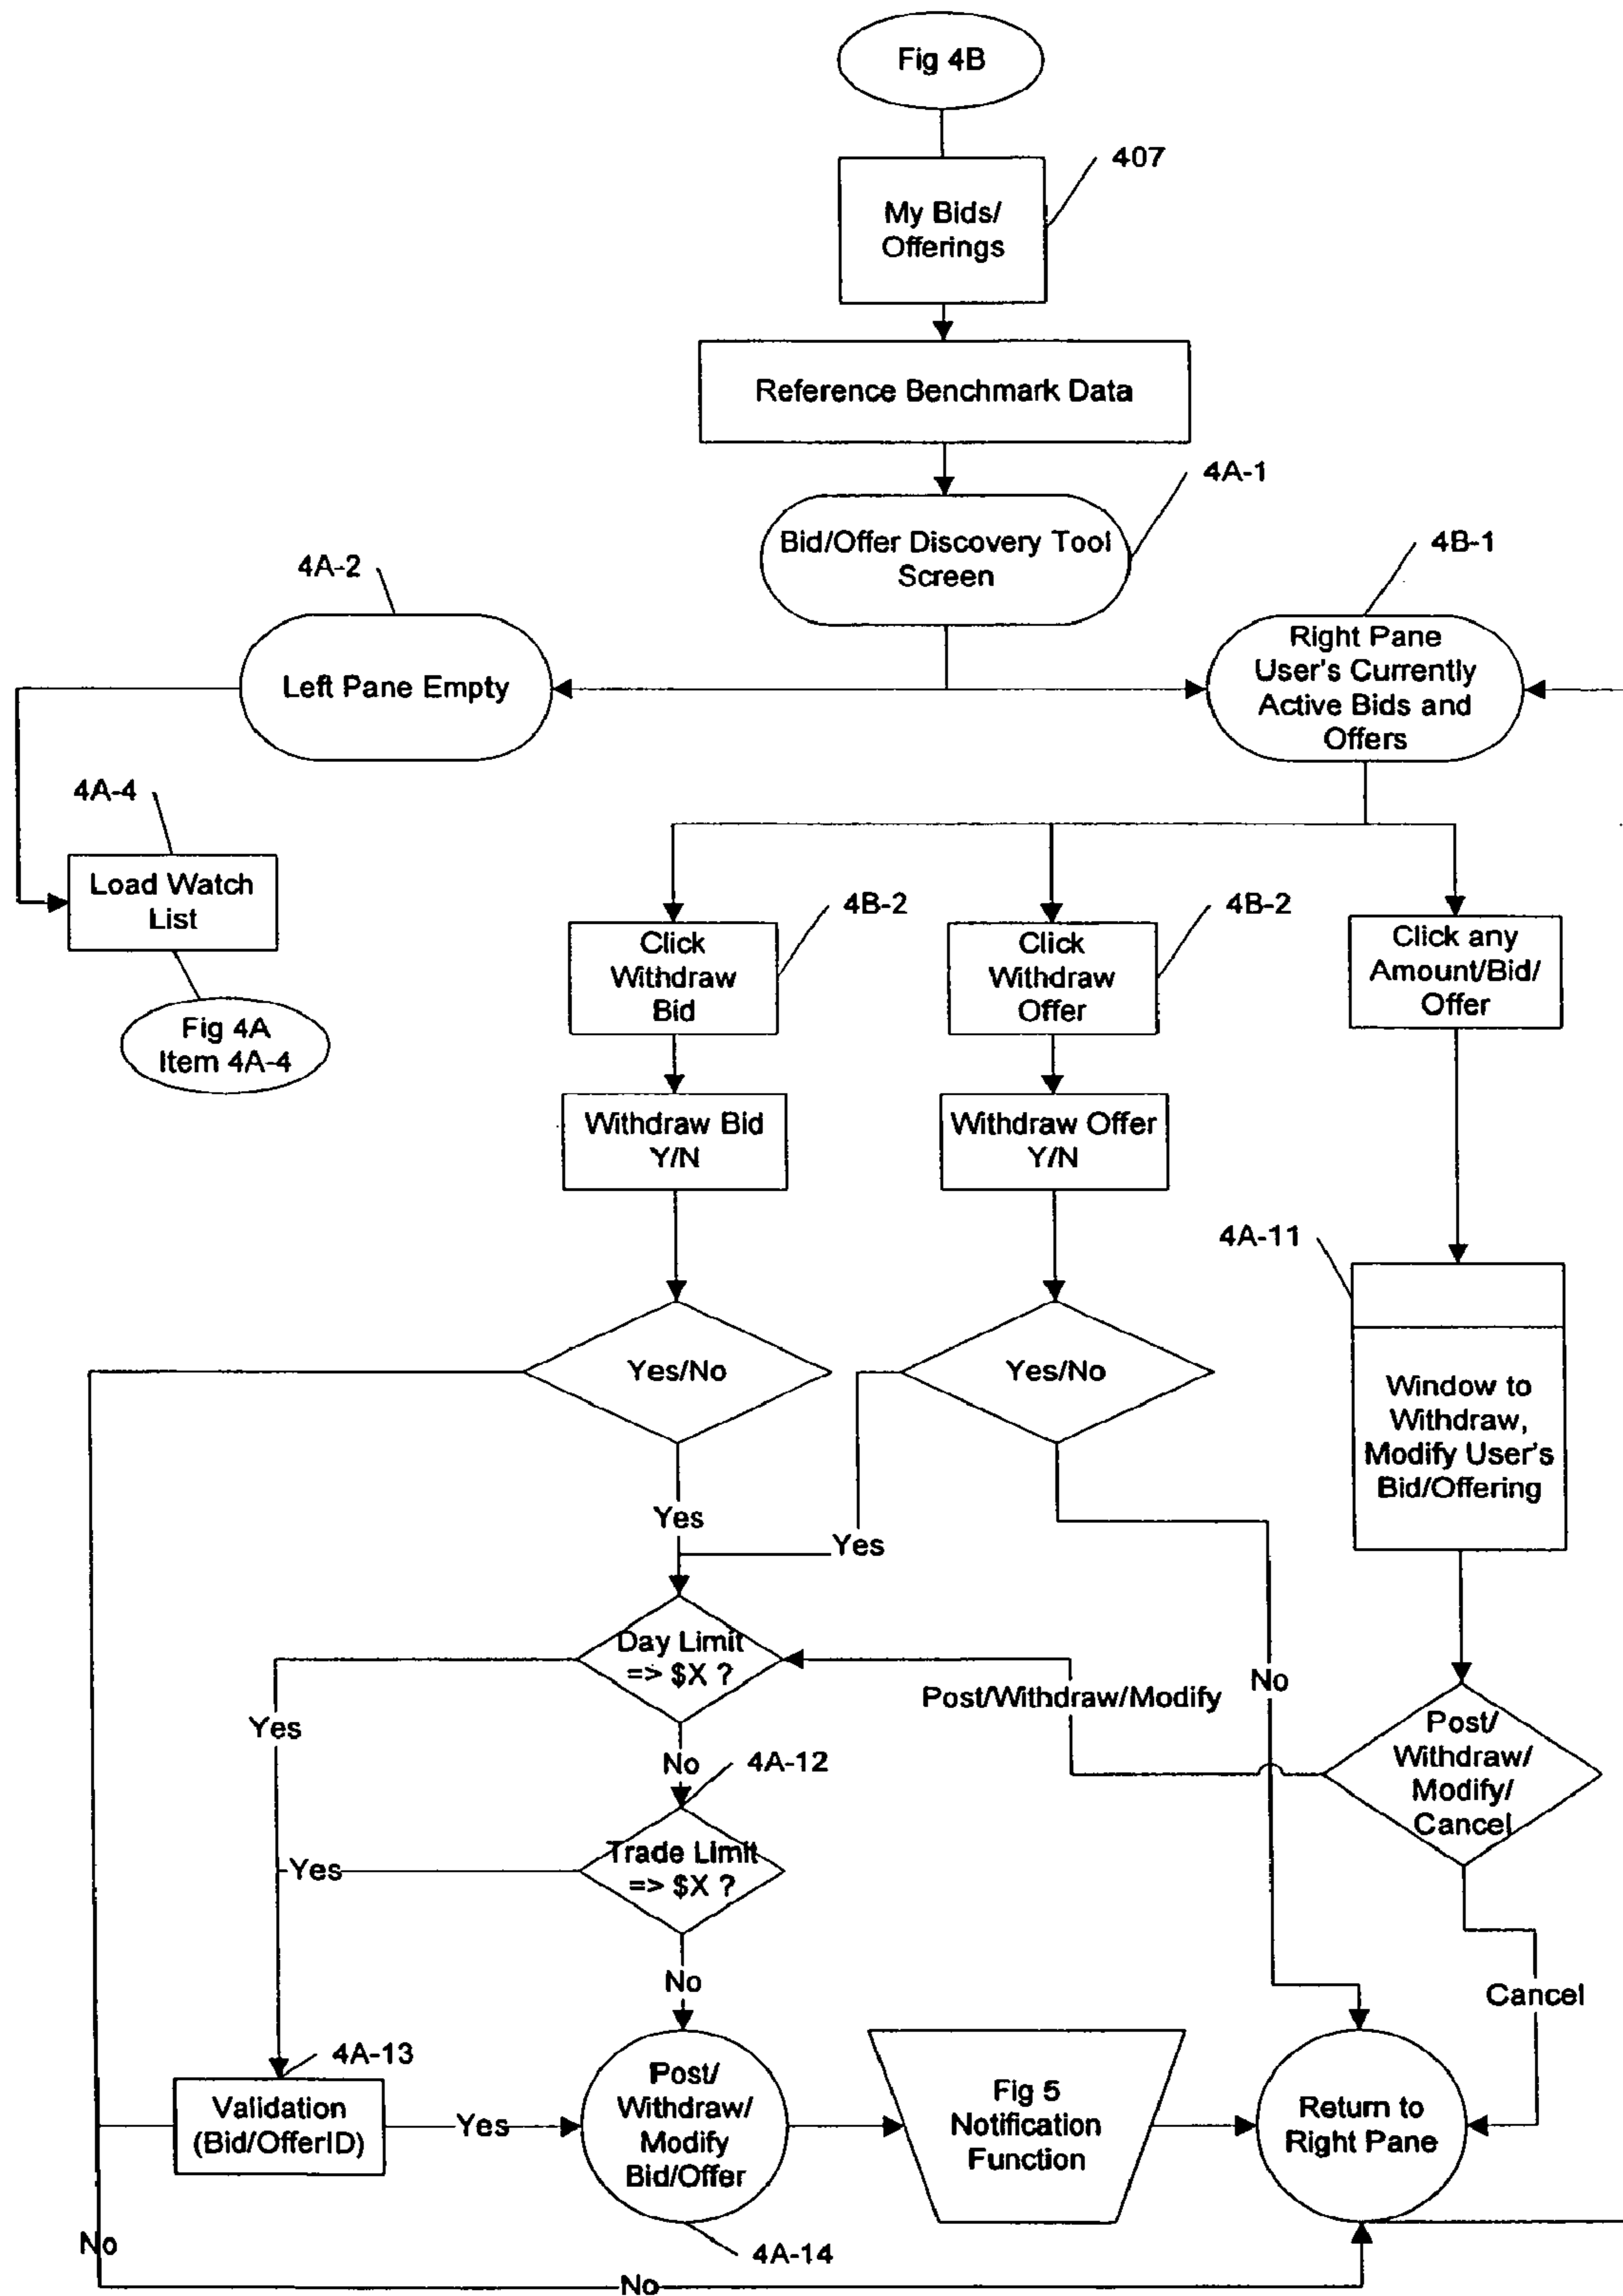 Fig 4B
407
My Bids/
Offerings
Reference Benchmark Data
4A-1
Bid/Offer Discovery Tool
Screen
4A-2
4B-1
Left Pane Empty
Right Pane
User's Currently
Active Bids and
Offers
4A-4
Load Watch
List
Fig 4A
Item 4A-4
4B-2
Click
Withdraw
Bid
4B-2
Click
Withdraw
Offer
Click any
Amount/Bid/
Offer
Withdraw Bid
Y/N
Withdraw Offer
Y/N
4A-11
Window to
Withdraw,
Modify User's
Bid/Offering
Yes/No
Yes/No
Yes
Yes
Day Limit
=> $X ?
Yes
No
Post/Withdraw/Modify
No
Post/
Withdraw/
Modify/
Cancel
4A-12
Trade Limit
=> $X ?
Yes
No
Cancel
4A-13
Validation
(Bid/OfferID)
Yes
Post/
Withdraw/
Modify
Bid/Offer
Fig 5
Notification
Function
Return to
Right Pane
4A-14
No
No